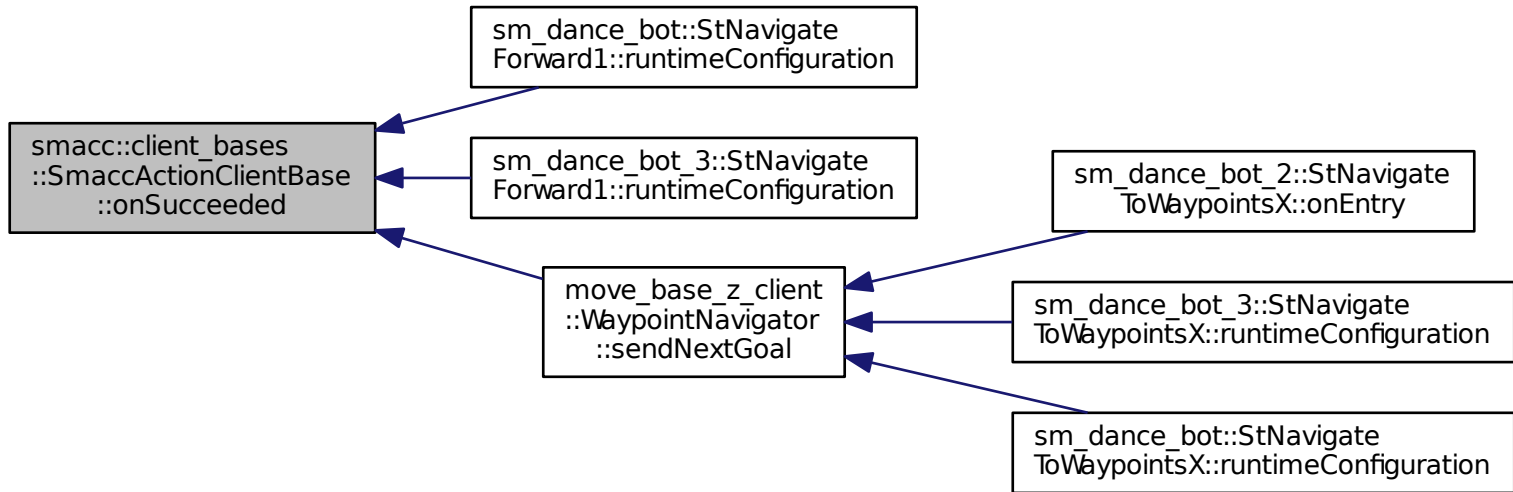 sm_dance_bot::StNavigate
Forward1::runtimeConfiguration
smacc::client_bases
::SmaccActionClientBase
::onSucceeded
sm_dance_bot_3::StNavigate
Forward1::runtimeConfiguration
sm_dance_bot_2::StNavigate
ToWaypointsX::onEntry
move_base_z_client
::WaypointNavigator
::sendNextGoal
sm_dance_bot_3::StNavigate
ToWaypointsX::runtimeConfiguration
sm_dance_bot::StNavigate
ToWaypointsX::runtimeConfiguration